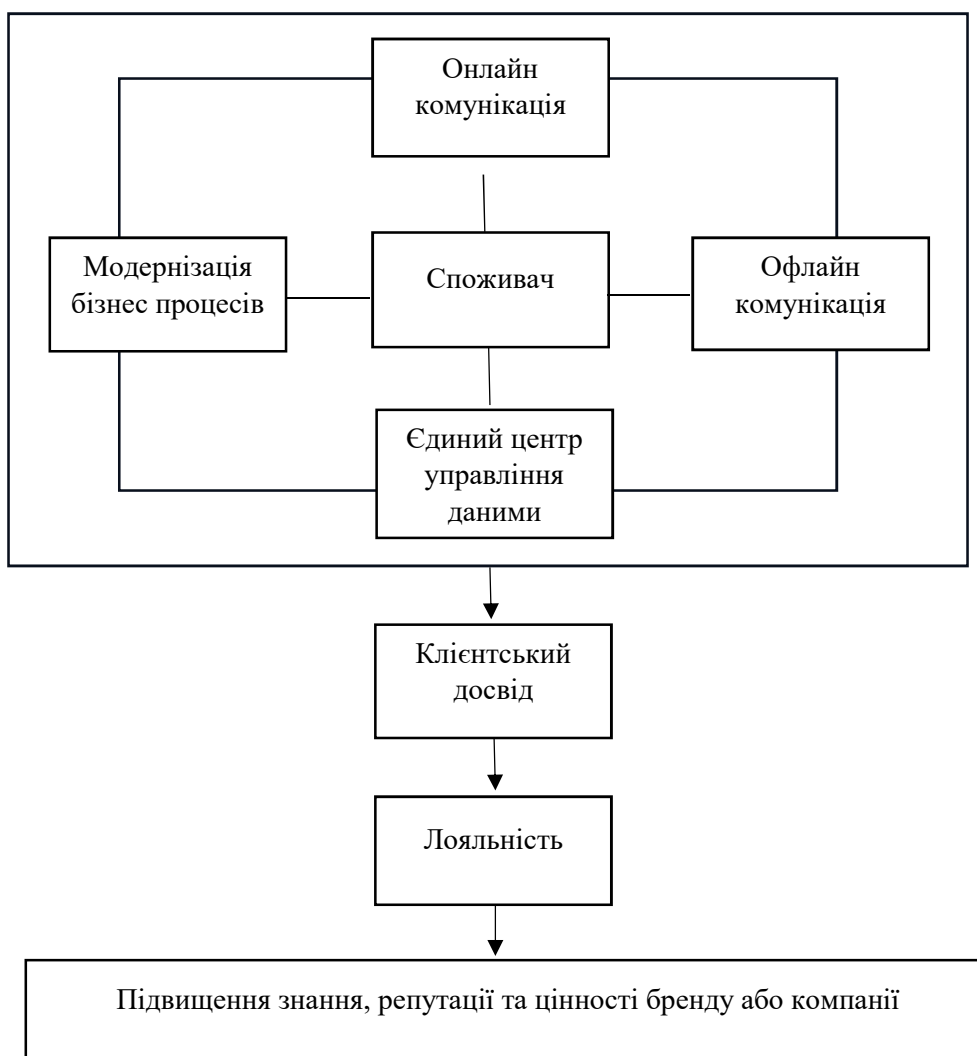 Онлайн
комунікація
Модернізація
бізнес процесів
Споживач
Офлайн
комунікація
Єдиний центр
управління
даними
Клієнтський
досвід
Лояльність
Підвищення знання, репутації та цінності бренду або компанії